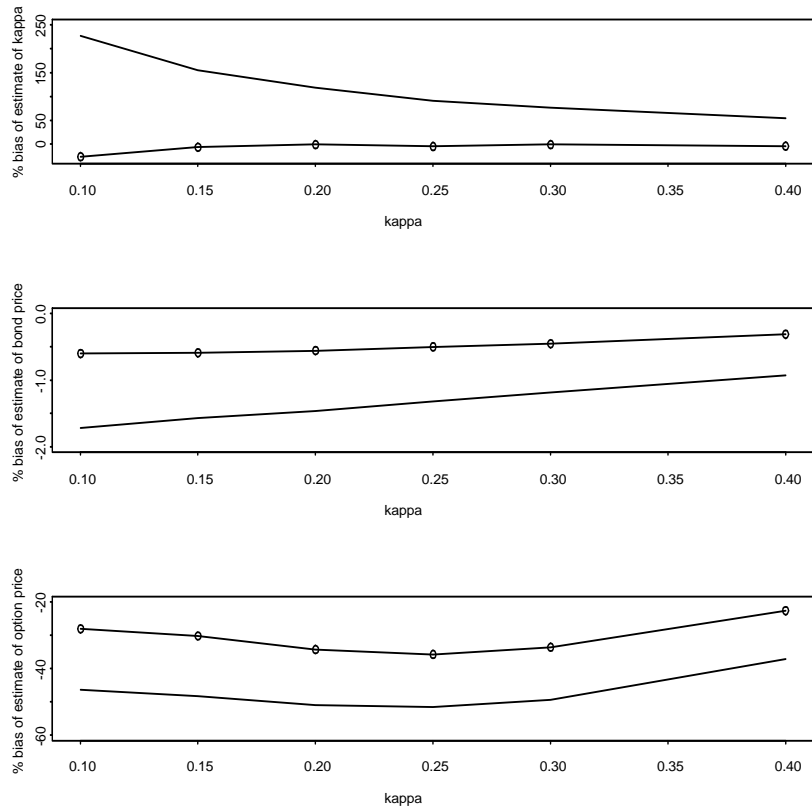 % bias of estimate of kappa
250
150
50
0
0.10 0.15 0.20 0.25 0.30 0.35 0.40
kappa
% bias of estimate of bond price
0.0
-1.0
-2.0
0.10 0.15 0.20 0.25 0.30 0.35 0.40
kappa
% bias of estimate of option price
-20
-40
-60
0.10 0.15 0.20 0.25 0.30 0.35 0.40
kappa